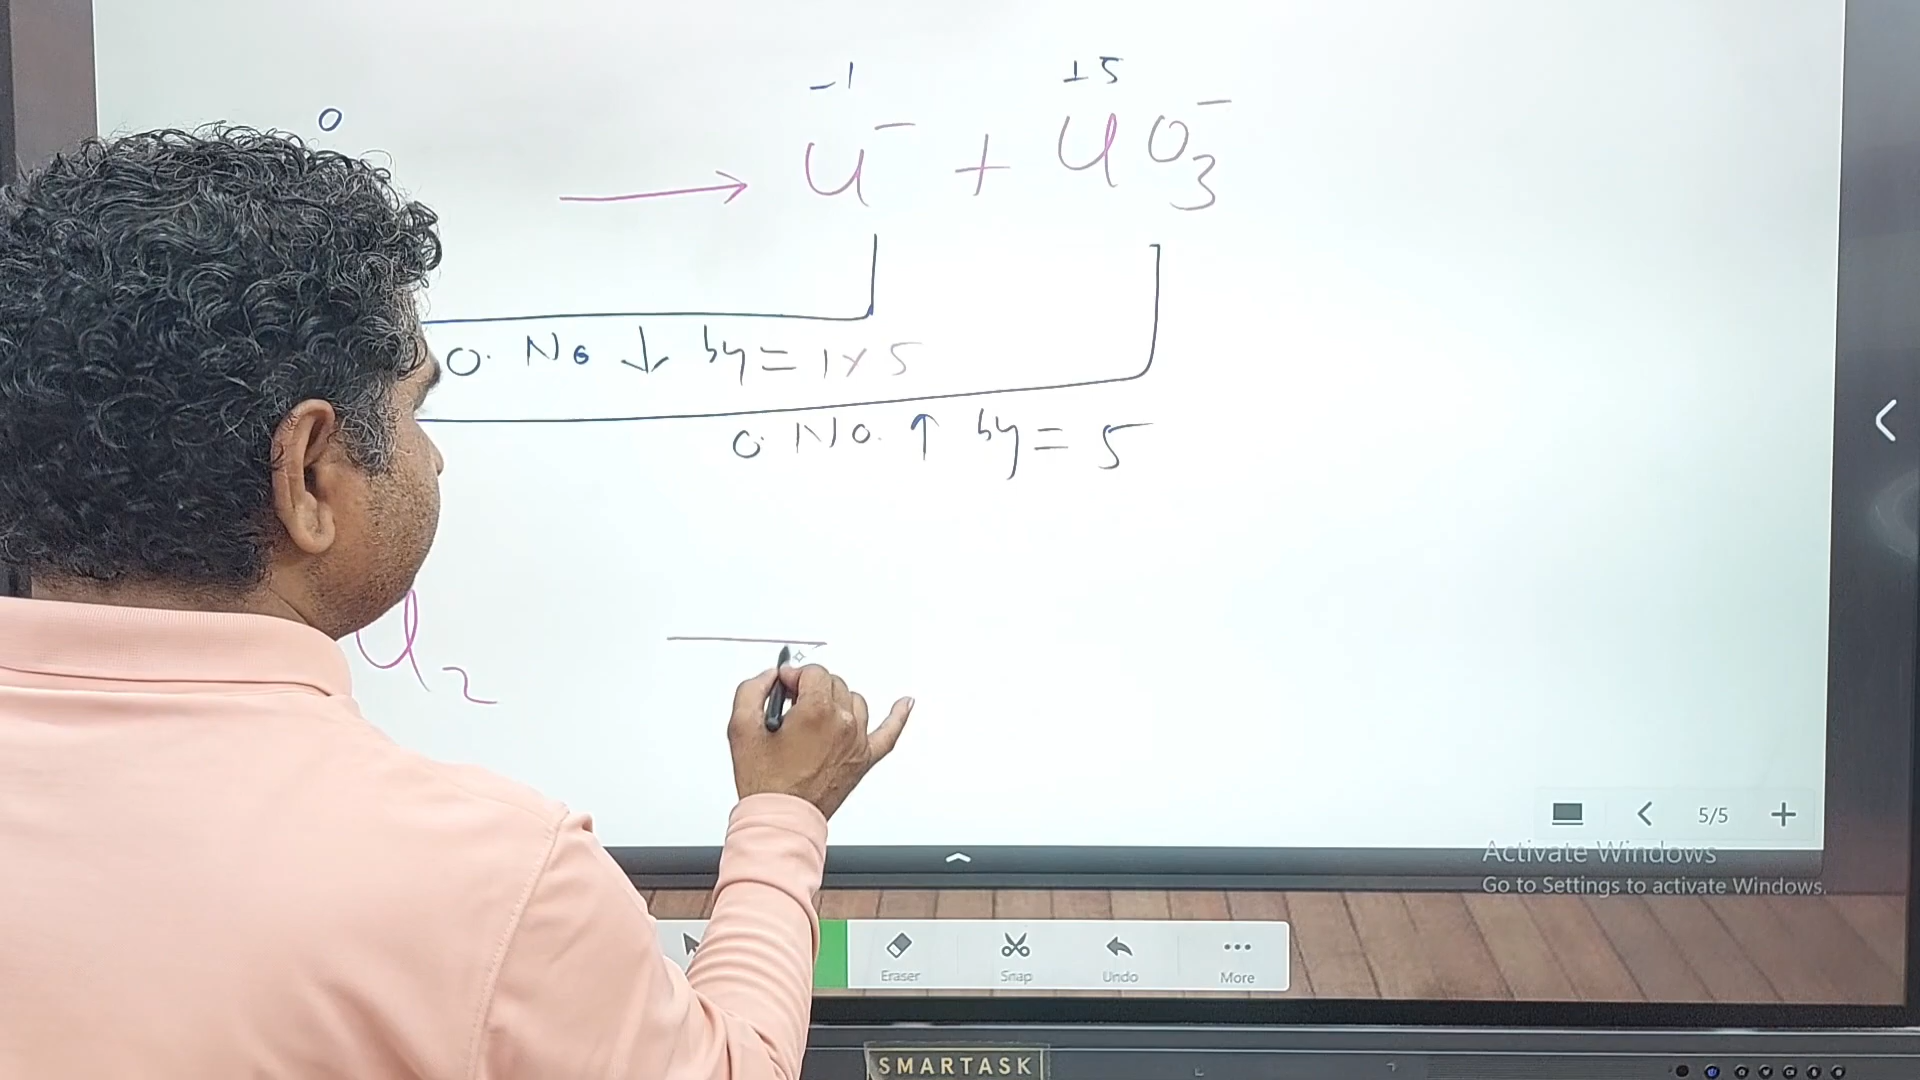 0 -1 +5
→ Cl⁻ + ClO₃⁻
O. No ↓ by = 1 x 5
O. No. ↑ by = 5
Cl₂
5/5
Activate Windows
Go to Settings to activate Windows.
Eraser Snap Undo More
SMARTASK